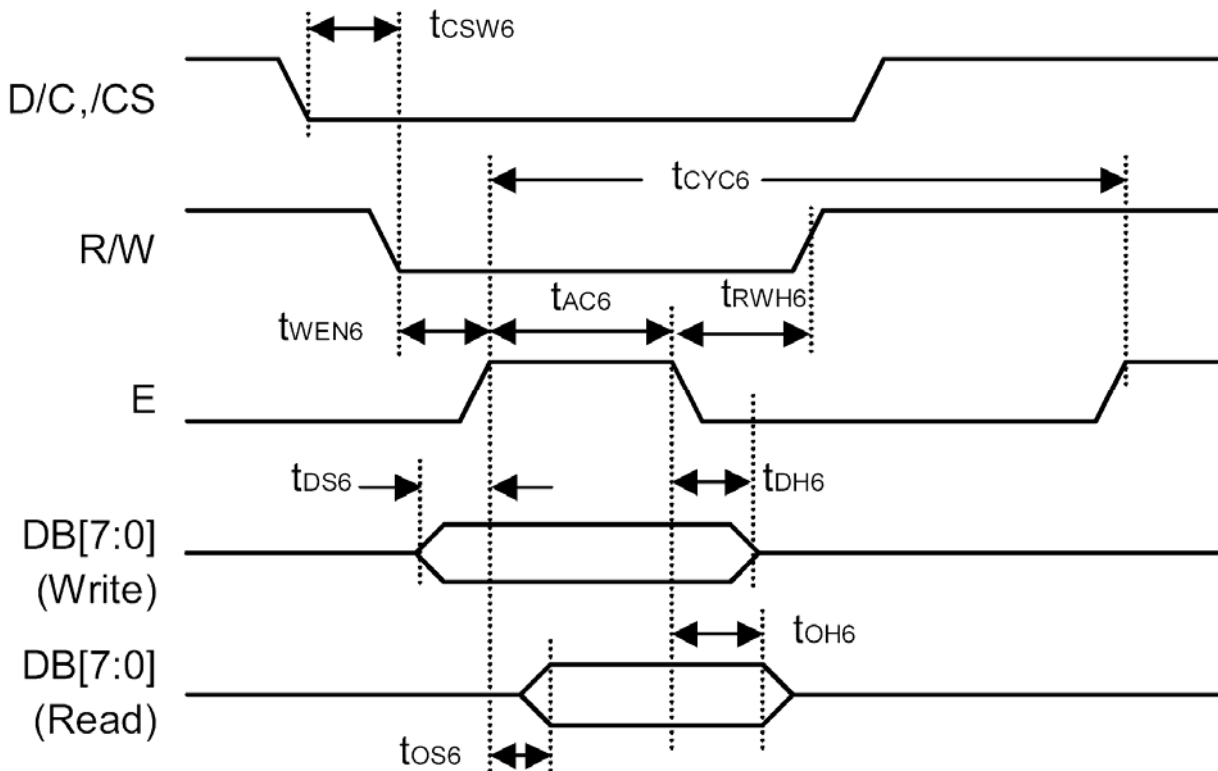 tCSW6
D/C,/CS
tCYC6
R/W
tAC6
tRWH6
tWEN6
E
tDS6
tDH6
DB[7:0]
(Write)
tOH6
DB[7:0]
(Read)
tOS6